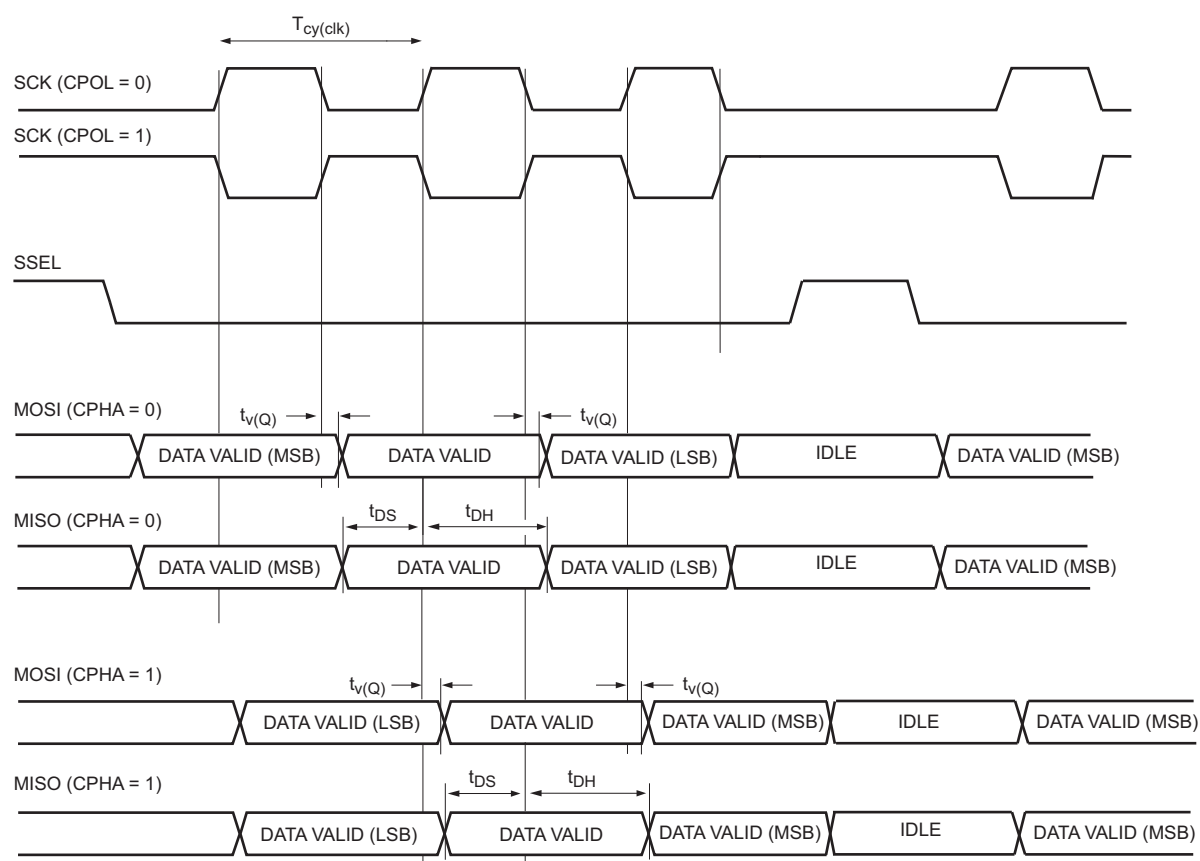 Tcy(clk)
SCK (CPOL = 0)
SCK (CPOL = 1)
SSEL
MOSI (CPHA = 0)
tv(Q) tv(Q)
DATA VALID (MSB) DATA VALID DATA VALID (LSB) IDLE DATA VALID (MSB)
MISO (CPHA = 0)
tDS tDH
DATA VALID (MSB) DATA VALID DATA VALID (LSB) IDLE DATA VALID (MSB)
MOSI (CPHA = 1)
tv(Q) tv(Q)
DATA VALID (LSB) DATA VALID DATA VALID (MSB) IDLE DATA VALID (MSB)
MISO (CPHA = 1)
tDS tDH
DATA VALID (LSB) DATA VALID DATA VALID (MSB) IDLE DATA VALID (MSB)